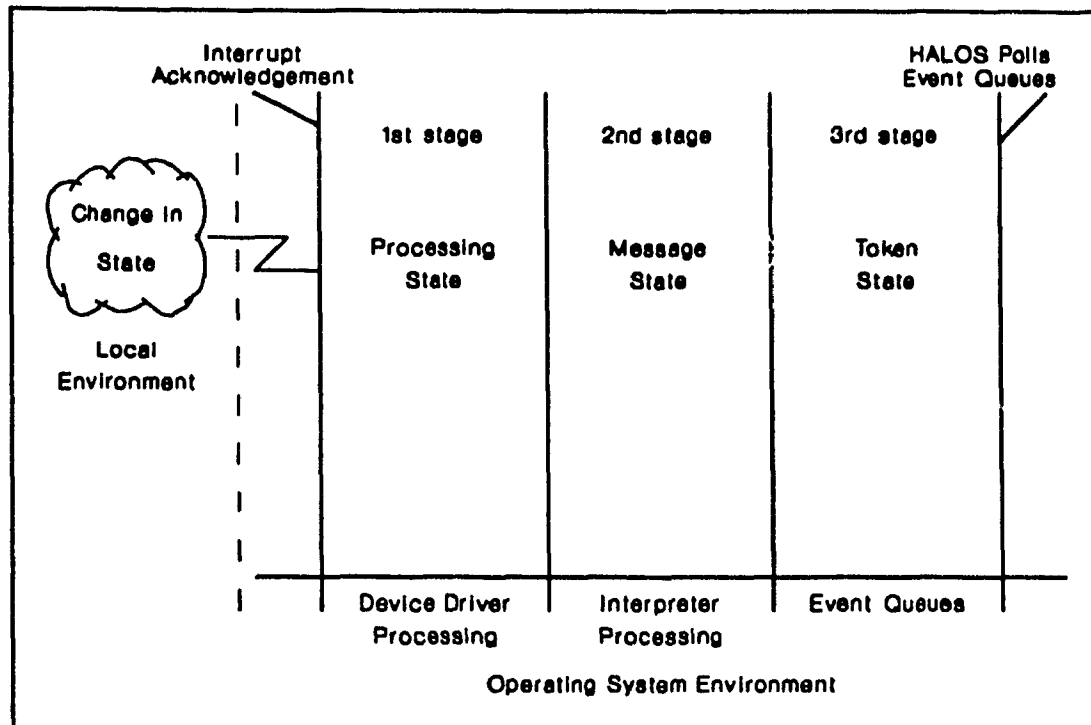 Interrupt
Acknowledgement
HALOS Polls
Event Queues
1st stage
2nd stage
3rd stage
Change in
State
Processing
State
Message
State
Token
State
Local
Environment
Device Driver
Processing
Interpreter
Processing
Event Queues
Operating System Environment